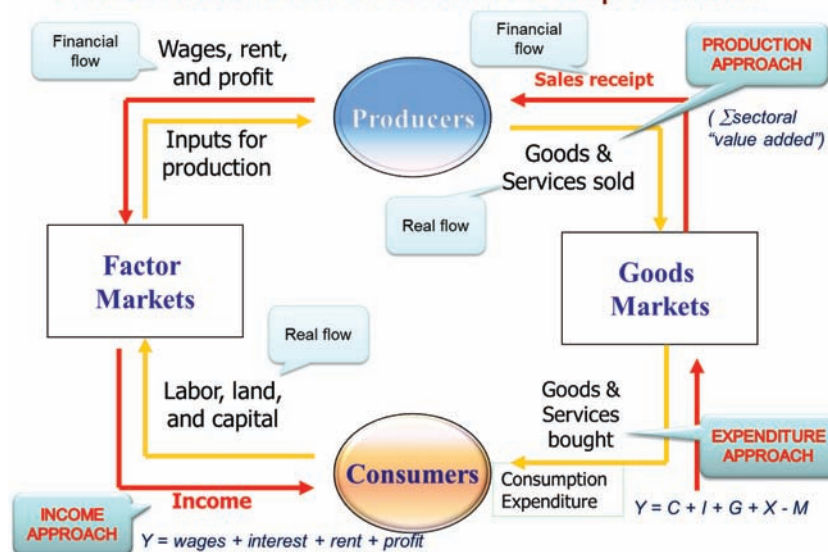 Financial
flow
Wages, rent,
and profit
Financial
flow
Sales receipt
PRODUCTION
APPROACH
Producers
( Σsectoral
“value added”)
Inputs for
production
Goods &
Services sold
Real flow
Factor
Markets
Goods
Markets
Real flow
Labor, land,
and capital
Goods &
Services
bought
EXPENDITURE
APPROACH
Consumers
Consumption
Expenditure
Income
Y = C + I + G + X - M
INCOME
APPROACH
Y = wages + interest + rent + profit